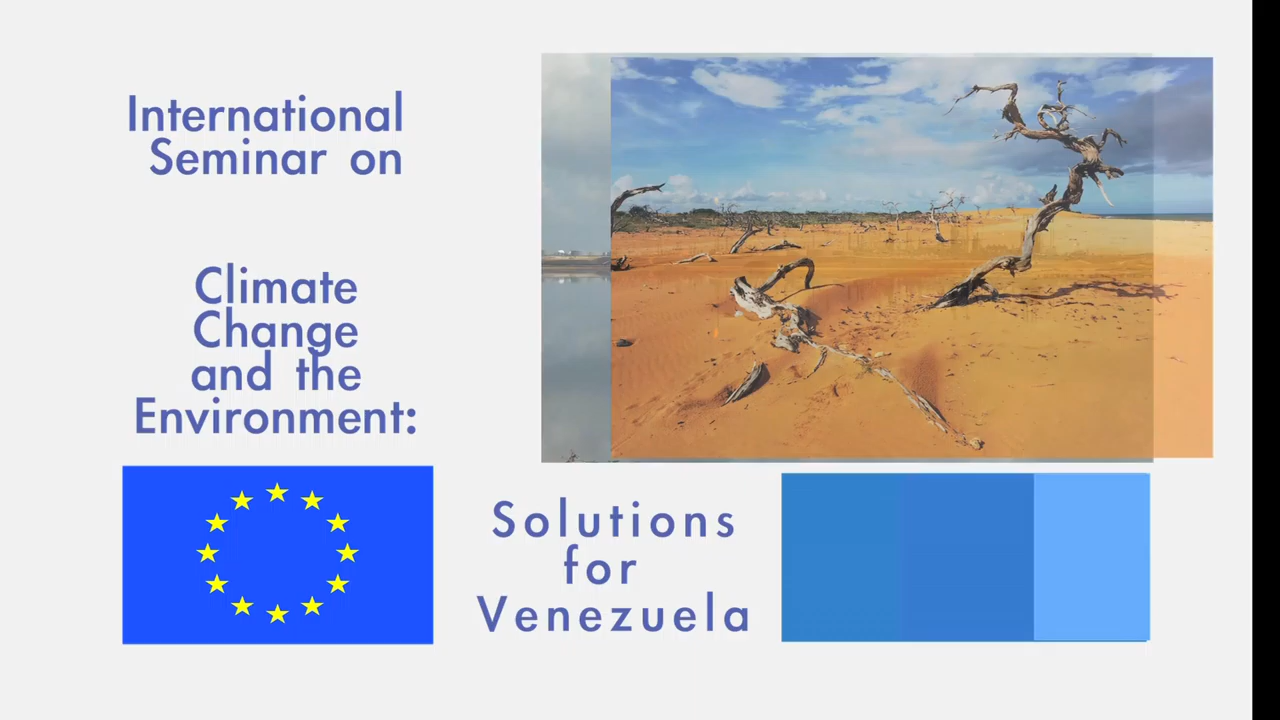 International
Seminar on
Climate
Change
and the
Environment:
Solutions
for
Venezuela